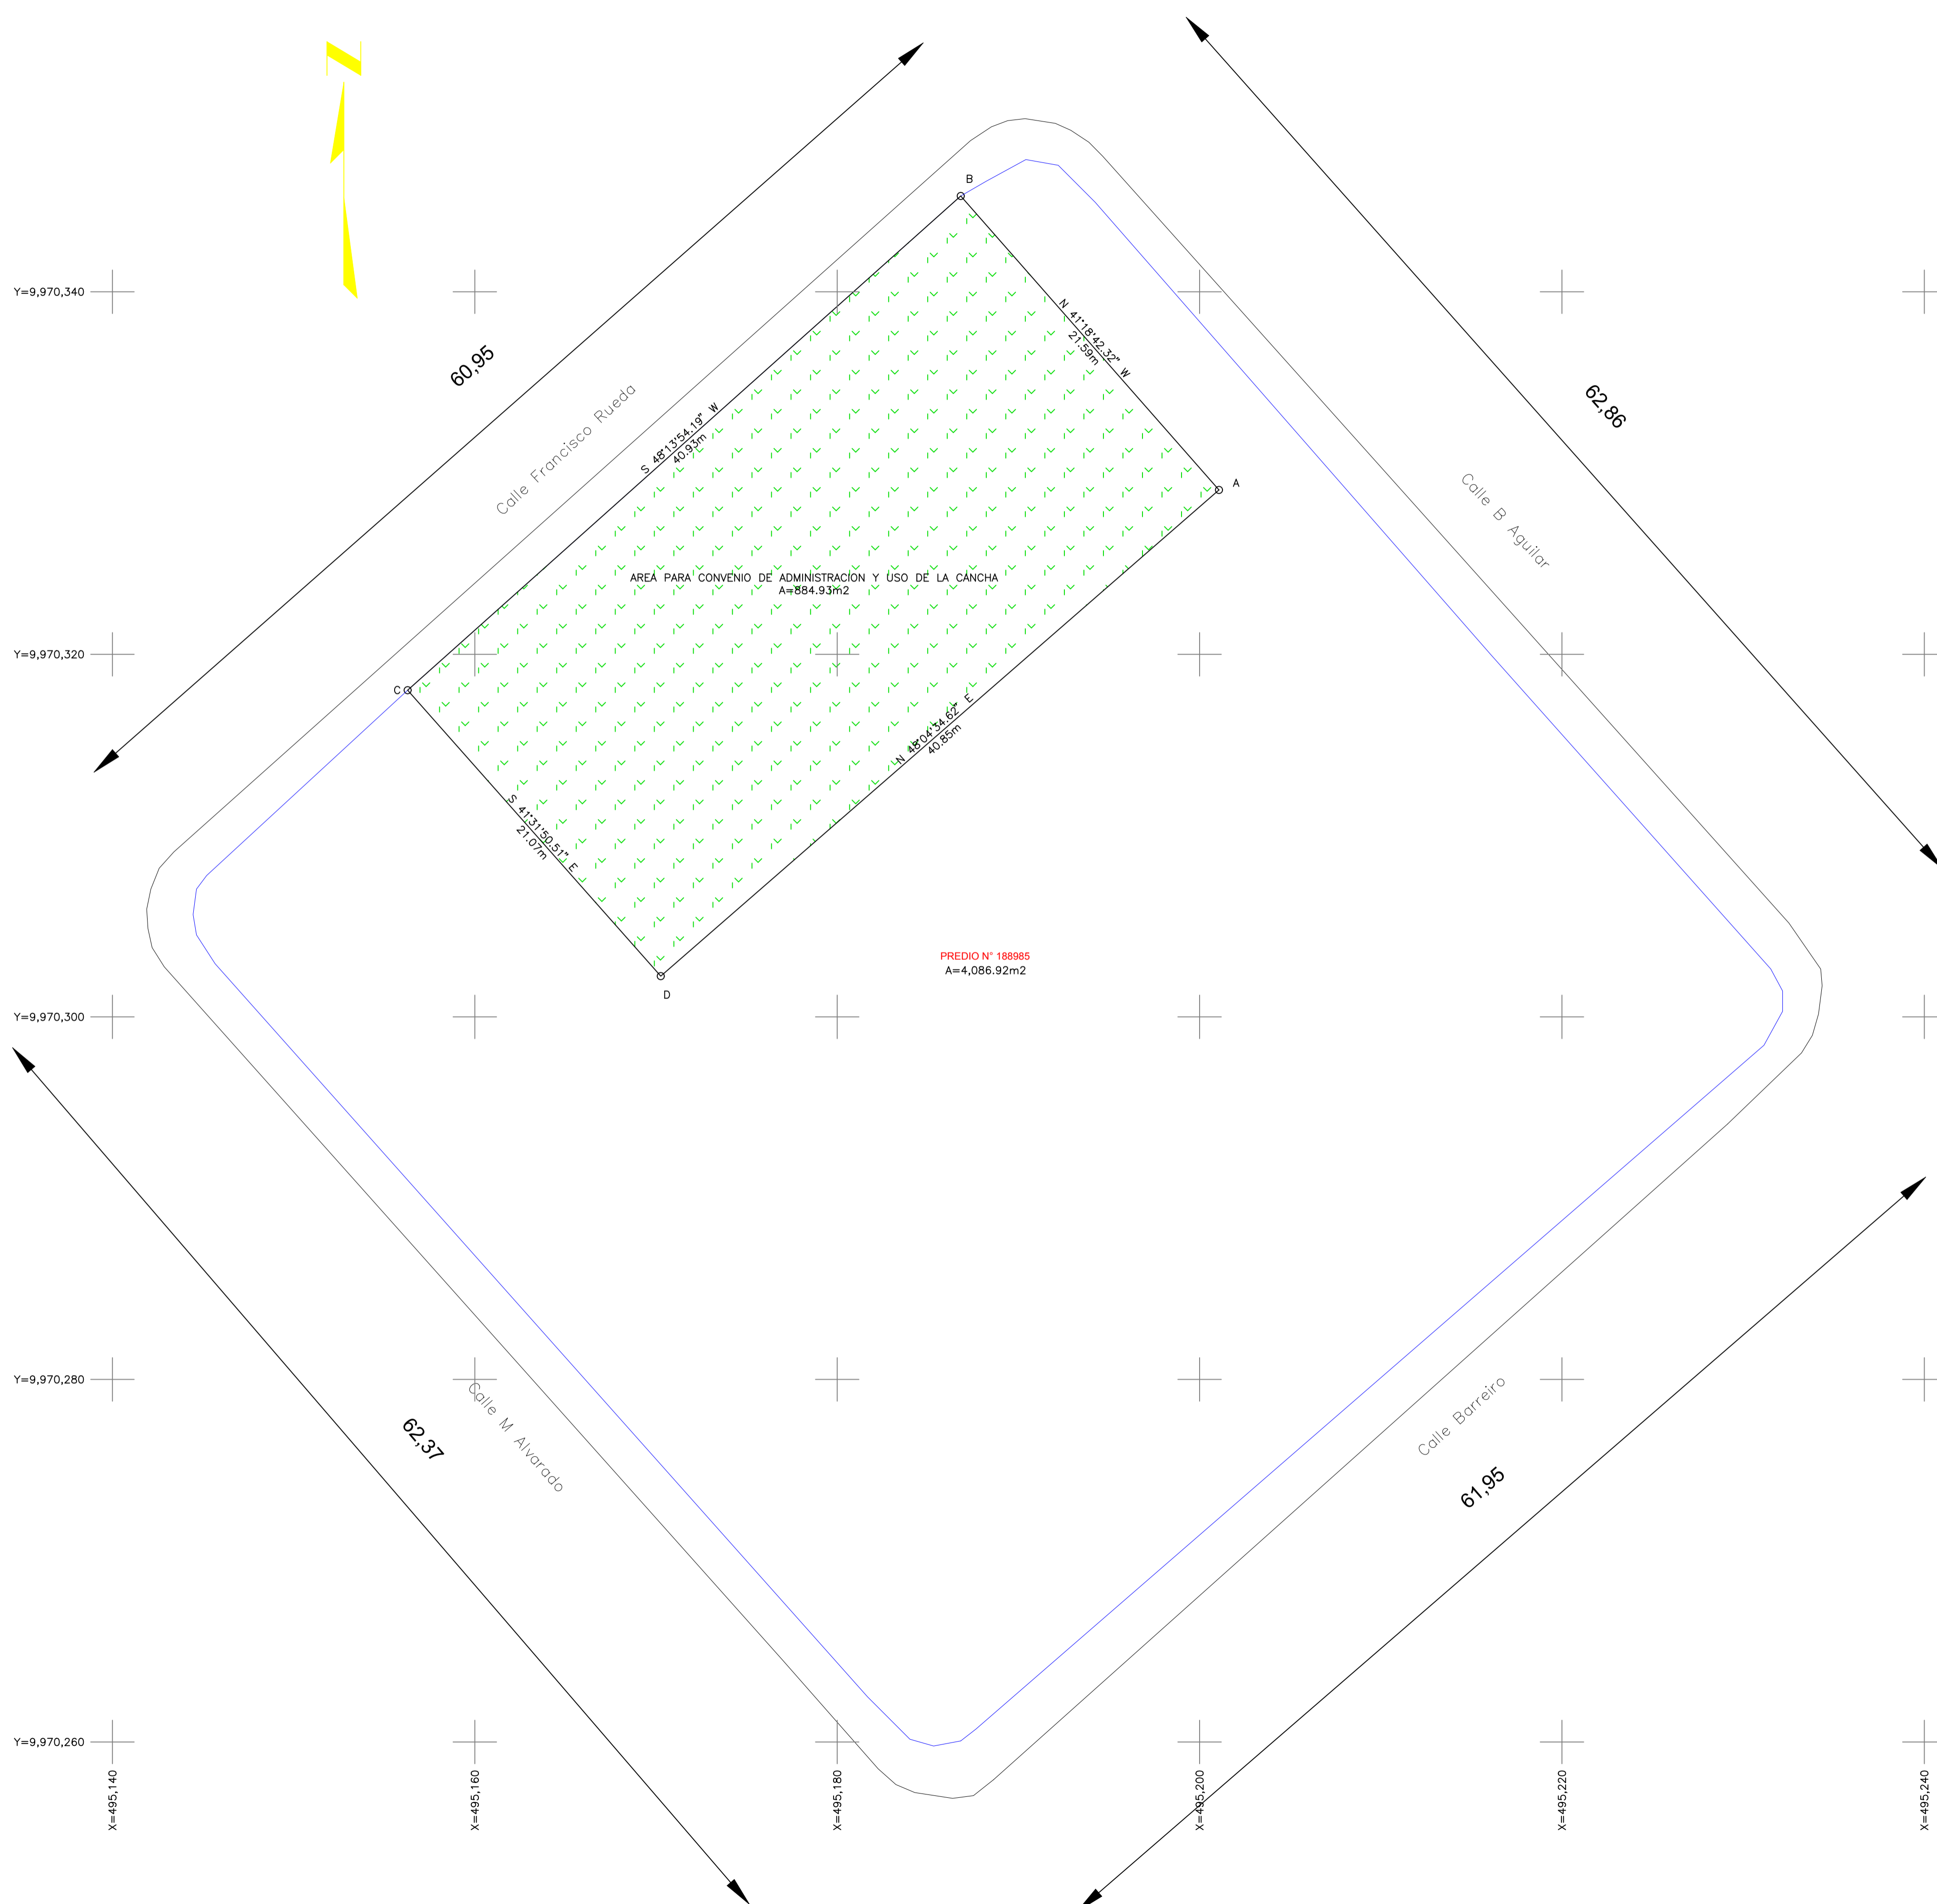 N
B
Y=9,970,340
60,95
N 41°18'42.32" W
21.59m
62,86
Calle Francisco Rueda
S 48°13'54.19" W
40.93m
A
Calle B Aguilar
AREA PARA CONVENIO DE ADMINISTRACION Y USO DE LA CANCHA
A=884.93m2
Y=9,970,320
C
N 48°04'34.62" E
40.85m
S 41°31'50.51" E
21.07m
PREDIO N° 188985
A=4,086.92m2
D
Y=9,970,300
Y=9,970,280
62,37
Calle M Alvarado
Calle Barreiro
61,95
Y=9,970,260
X=495,140
X=495,160
X=495,180
X=495,200
X=495,220
X=495,240